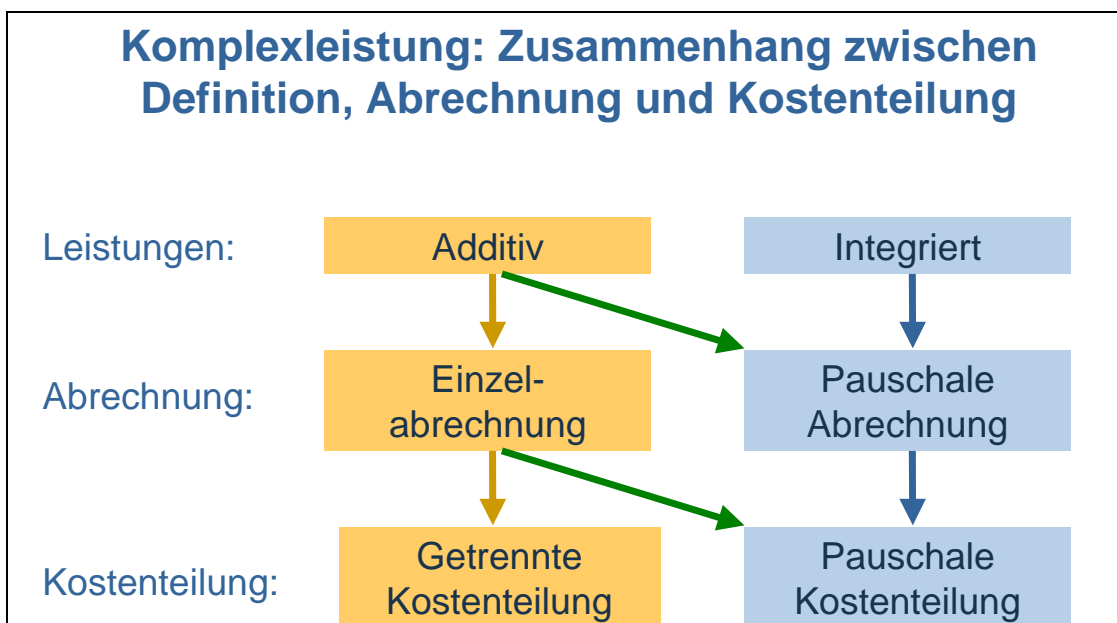 Komplexleistung: Zusammenhang zwischen
Definition, Abrechnung und Kostenteilung
Leistungen:
Additiv
Integriert
Abrechnung:
Einzel-
abrechnung
Pauschale
Abrechnung
Kostenteilung:
Getrennte
Kostenteilung
Pauschale
Kostenteilung